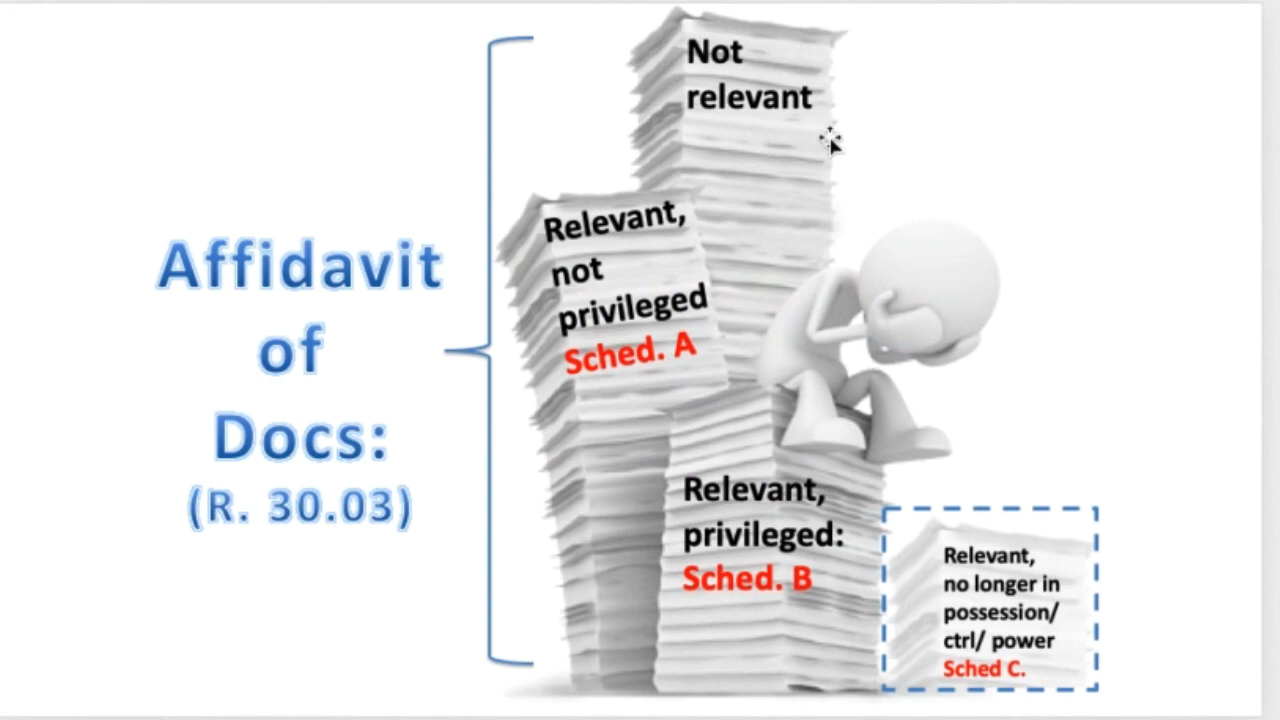 Affidavit
of
Docs:
(R. 30.03)
Not
relevant
Relevant,
not
privileged
Sched. A
Relevant,
privileged:
Sched. B
Relevant,
no longer in
possession/
ctrl/ power
Sched C.